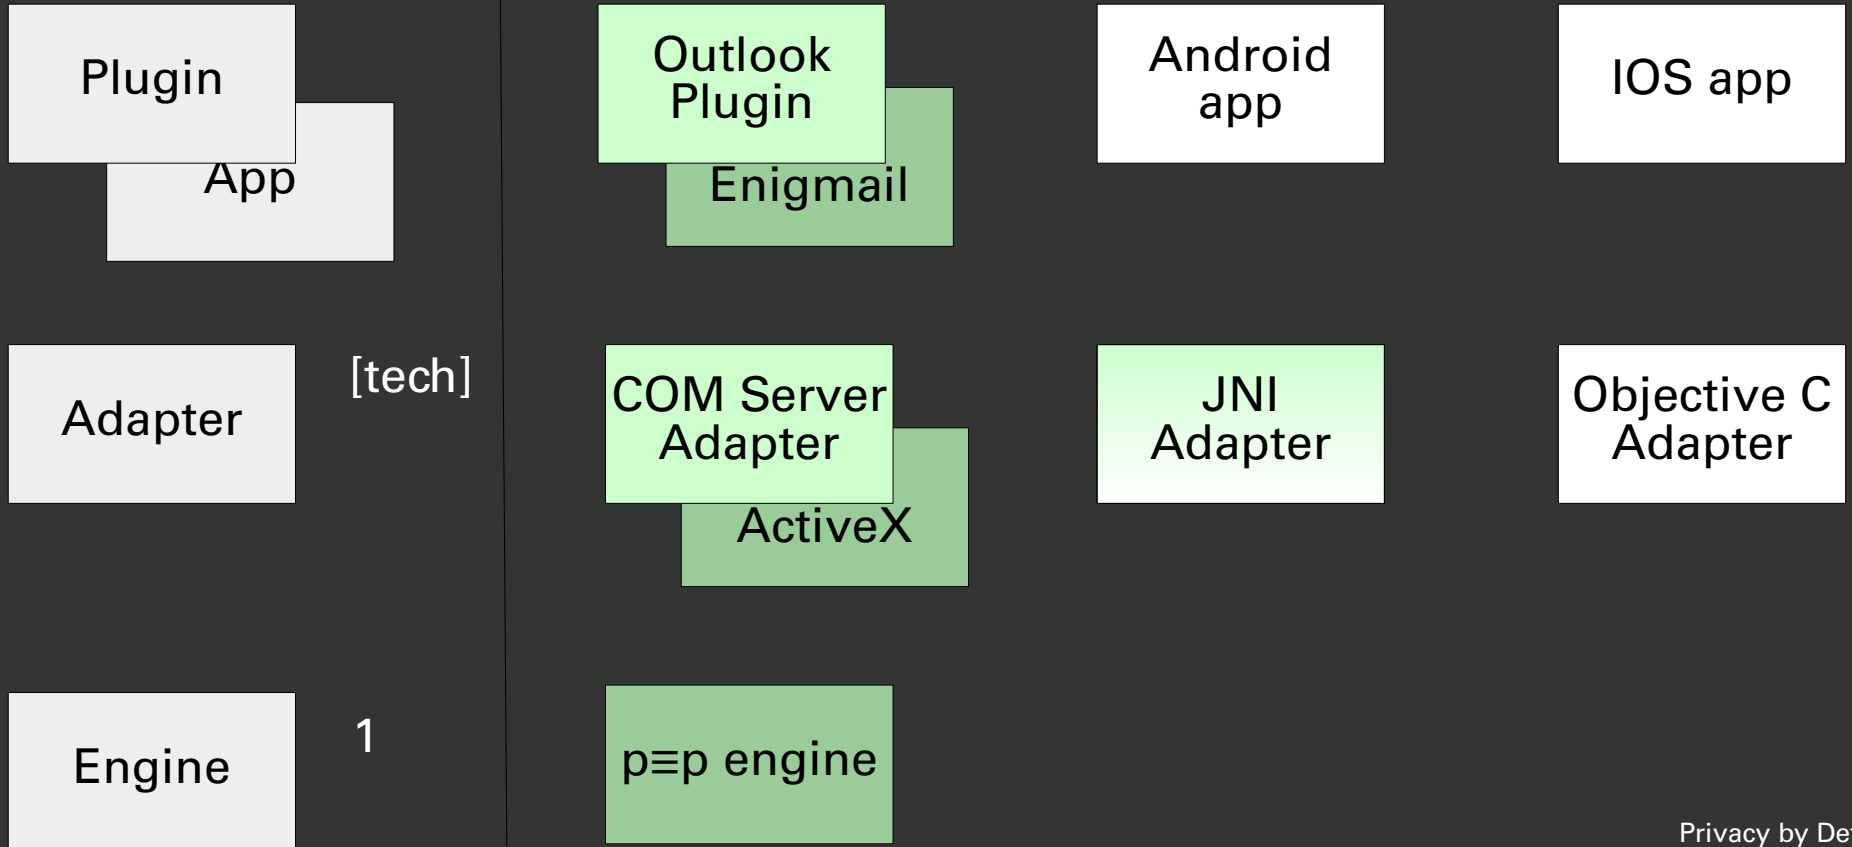 Plugin
App
Outlook
Plugin
Enigmail
Android
app
IOS app
Adapter
[tech]
COM Server
Adapter
ActiveX
JNI
Adapter
Objective C
Adapter
Engine
1
p≡p engine
Privacy by